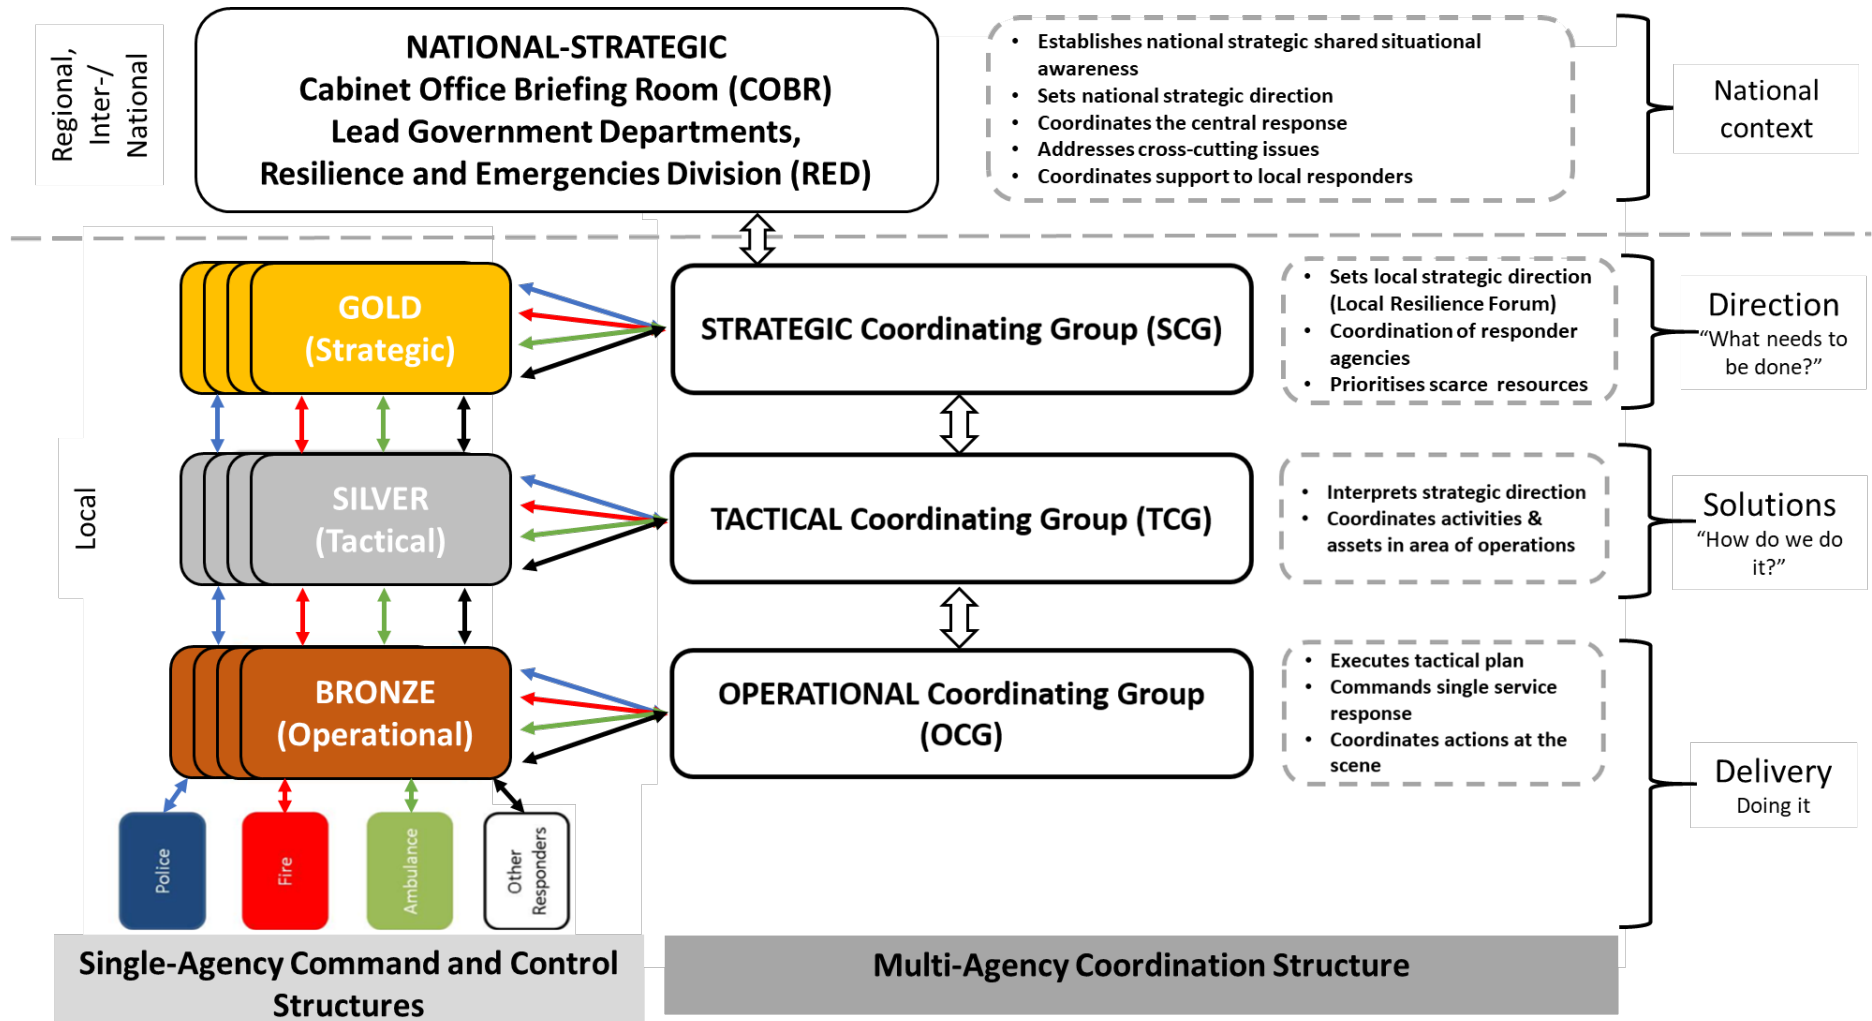 Regional,
Inter-/
National
NATIONAL-STRATEGIC
Cabinet Office Briefing Room (COBR)
Lead Government Departments,
Resilience and Emergencies Division (RED)
• Establishes national strategic shared situational
awareness
• Sets national strategic direction
• Coordinates the central response
• Addresses cross-cutting issues
• Coordinates support to local responders
National
context
Local
GOLD
(Strategic)
STRATEGIC Coordinating Group (SCG)
• Sets local strategic direction
(Local Resilience Forum)
• Coordination of responder
agencies
• Prioritises scarce resources
Direction
“What needs to
be done?”
SILVER
(Tactical)
TACTICAL Coordinating Group (TCG)
• Interprets strategic direction
• Coordinates activities &
assets in area of operations
Solutions
“How do we do
it?”
BRONZE
(Operational)
OPERATIONAL Coordinating Group
(OCG)
• Executes tactical plan
• Commands single service
response
• Coordinates actions at the
scene
Delivery
Doing it
Police
Fire
Ambulance
Other
Responders
Single-Agency Command and Control
Structures
Multi-Agency Coordination Structure